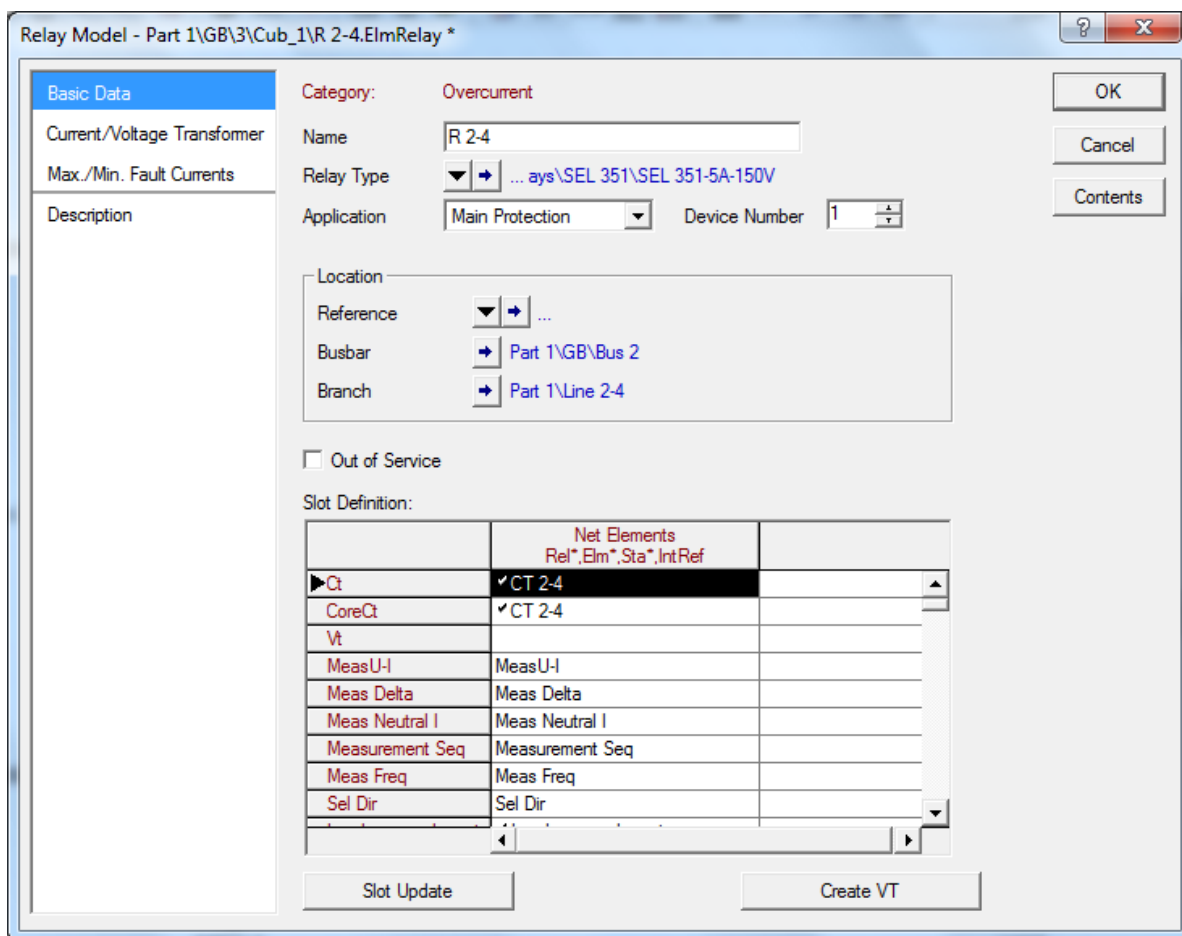 Relay Model - Part 1\GB\3\Cub_1\R 2-4.ElmRelay *
Basic Data
Current/Voltage Transformer
Max./Min. Fault Currents
Description
Category: Overcurrent
Name R 2-4
Relay Type ... ays\SEL 351\SEL 351-5A-150V
Application Main Protection Device Number 1
Location
Reference ...
Busbar Part 1\GB\Bus 2
Branch Part 1\Line 2-4
Out of Service
Slot Definition:
Net Elements
Rel*,Elm*,Sta*,IntRef
Ct CT 2-4
CoreCt CT 2-4
Vt
MeasU-I MeasU-I
Meas Delta Meas Delta
Meas Neutral I Meas Neutral I
Measurement Seq Measurement Seq
Meas Freq Meas Freq
Sel Dir Sel Dir
Slot Update Create VT
OK
Cancel
Contents